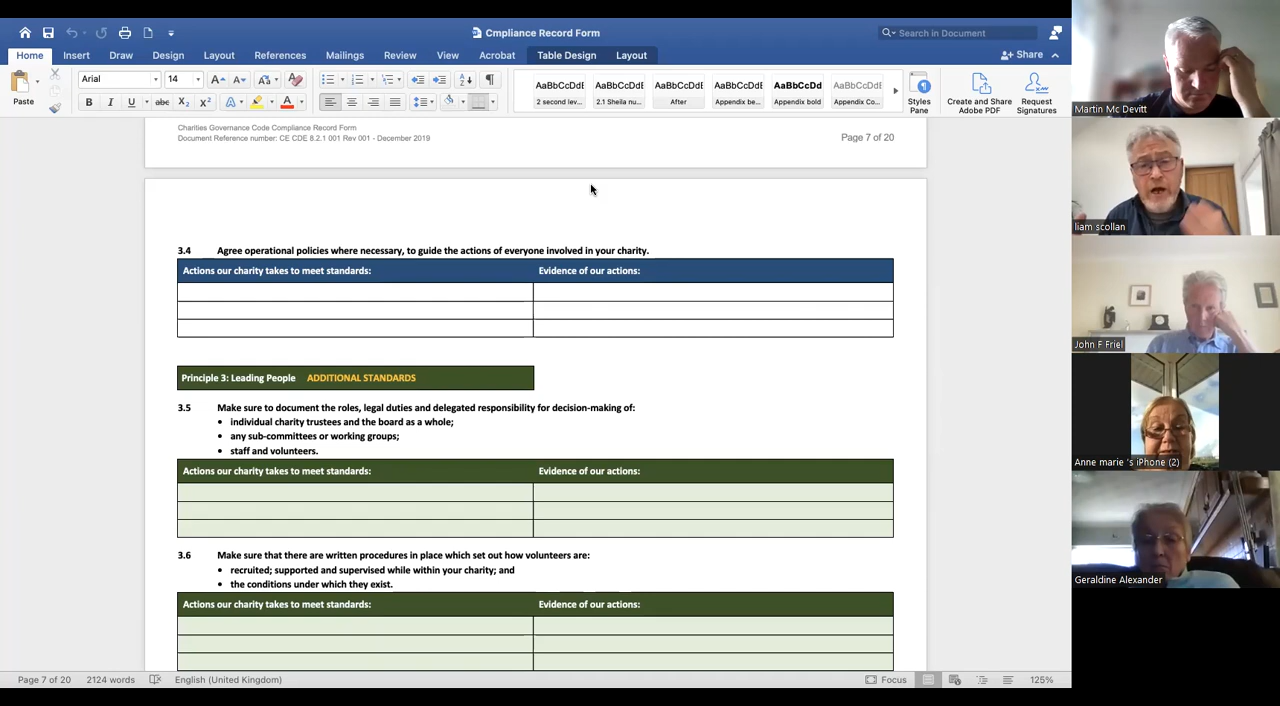 Cmpliance Record Form
Search in Document
Home Insert Draw Design Layout References Mailings Review View Acrobat Table Design Layout
Share
Paste
Arial 14
AaBbCcDdE AaBbCcDdE AaBbCcDdE AaBbCcDdE AaBbCcDd AaBbCcDdE
2 second lev... 2.1 Sheila nu... After Appendix be... Appendix bold Appendix Co...
Styles Pane
Create and Share Adobe PDF
Request Signatures
Charities Governance Code Compliance Record Form
Document Reference number: CE CDE 8.2.1 001 Rev 001 - December 2019
Page 7 of 20
3.4 Agree operational policies where necessary, to guide the actions of everyone involved in your charity.
Actions our charity takes to meet standards: Evidence of our actions:
Principle 3: Leading People ADDITIONAL STANDARDS
3.5 Make sure to document the roles, legal duties and delegated responsibility for decision-making of:
• individual charity trustees and the board as a whole;
• any sub-committees or working groups;
• staff and volunteers.
Actions our charity takes to meet standards: Evidence of our actions:
3.6 Make sure that there are written procedures in place which set out how volunteers are:
• recruited; supported and supervised while within your charity; and
• the conditions under which they exist.
Actions our charity takes to meet standards: Evidence of our actions:
Page 7 of 20 2124 words English (United Kingdom) Focus 125%
Martin Mc Devitt
liam scollan
John F Friel
Anne marie 's iPhone (2)
Geraldine Alexander